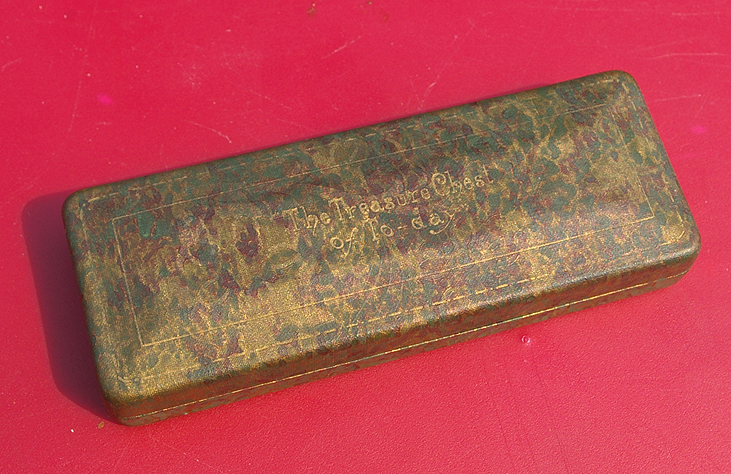 The Treasure Chest
of To-day